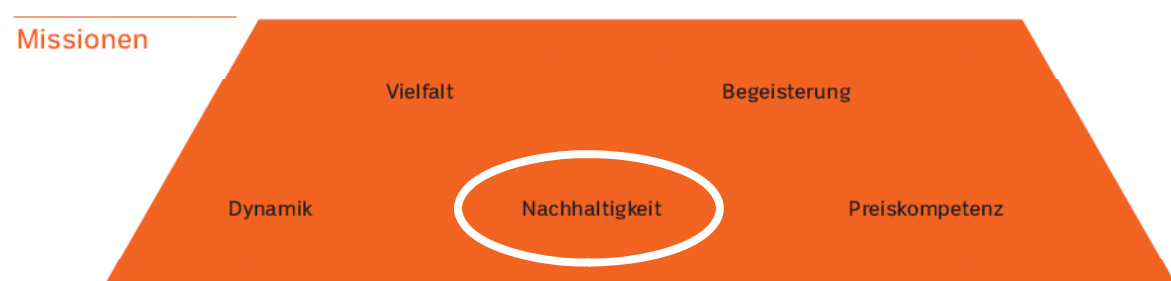 Missionen
Vielfalt Begeisterung
Dynamik Nachhaltigkeit Preiskompetenz